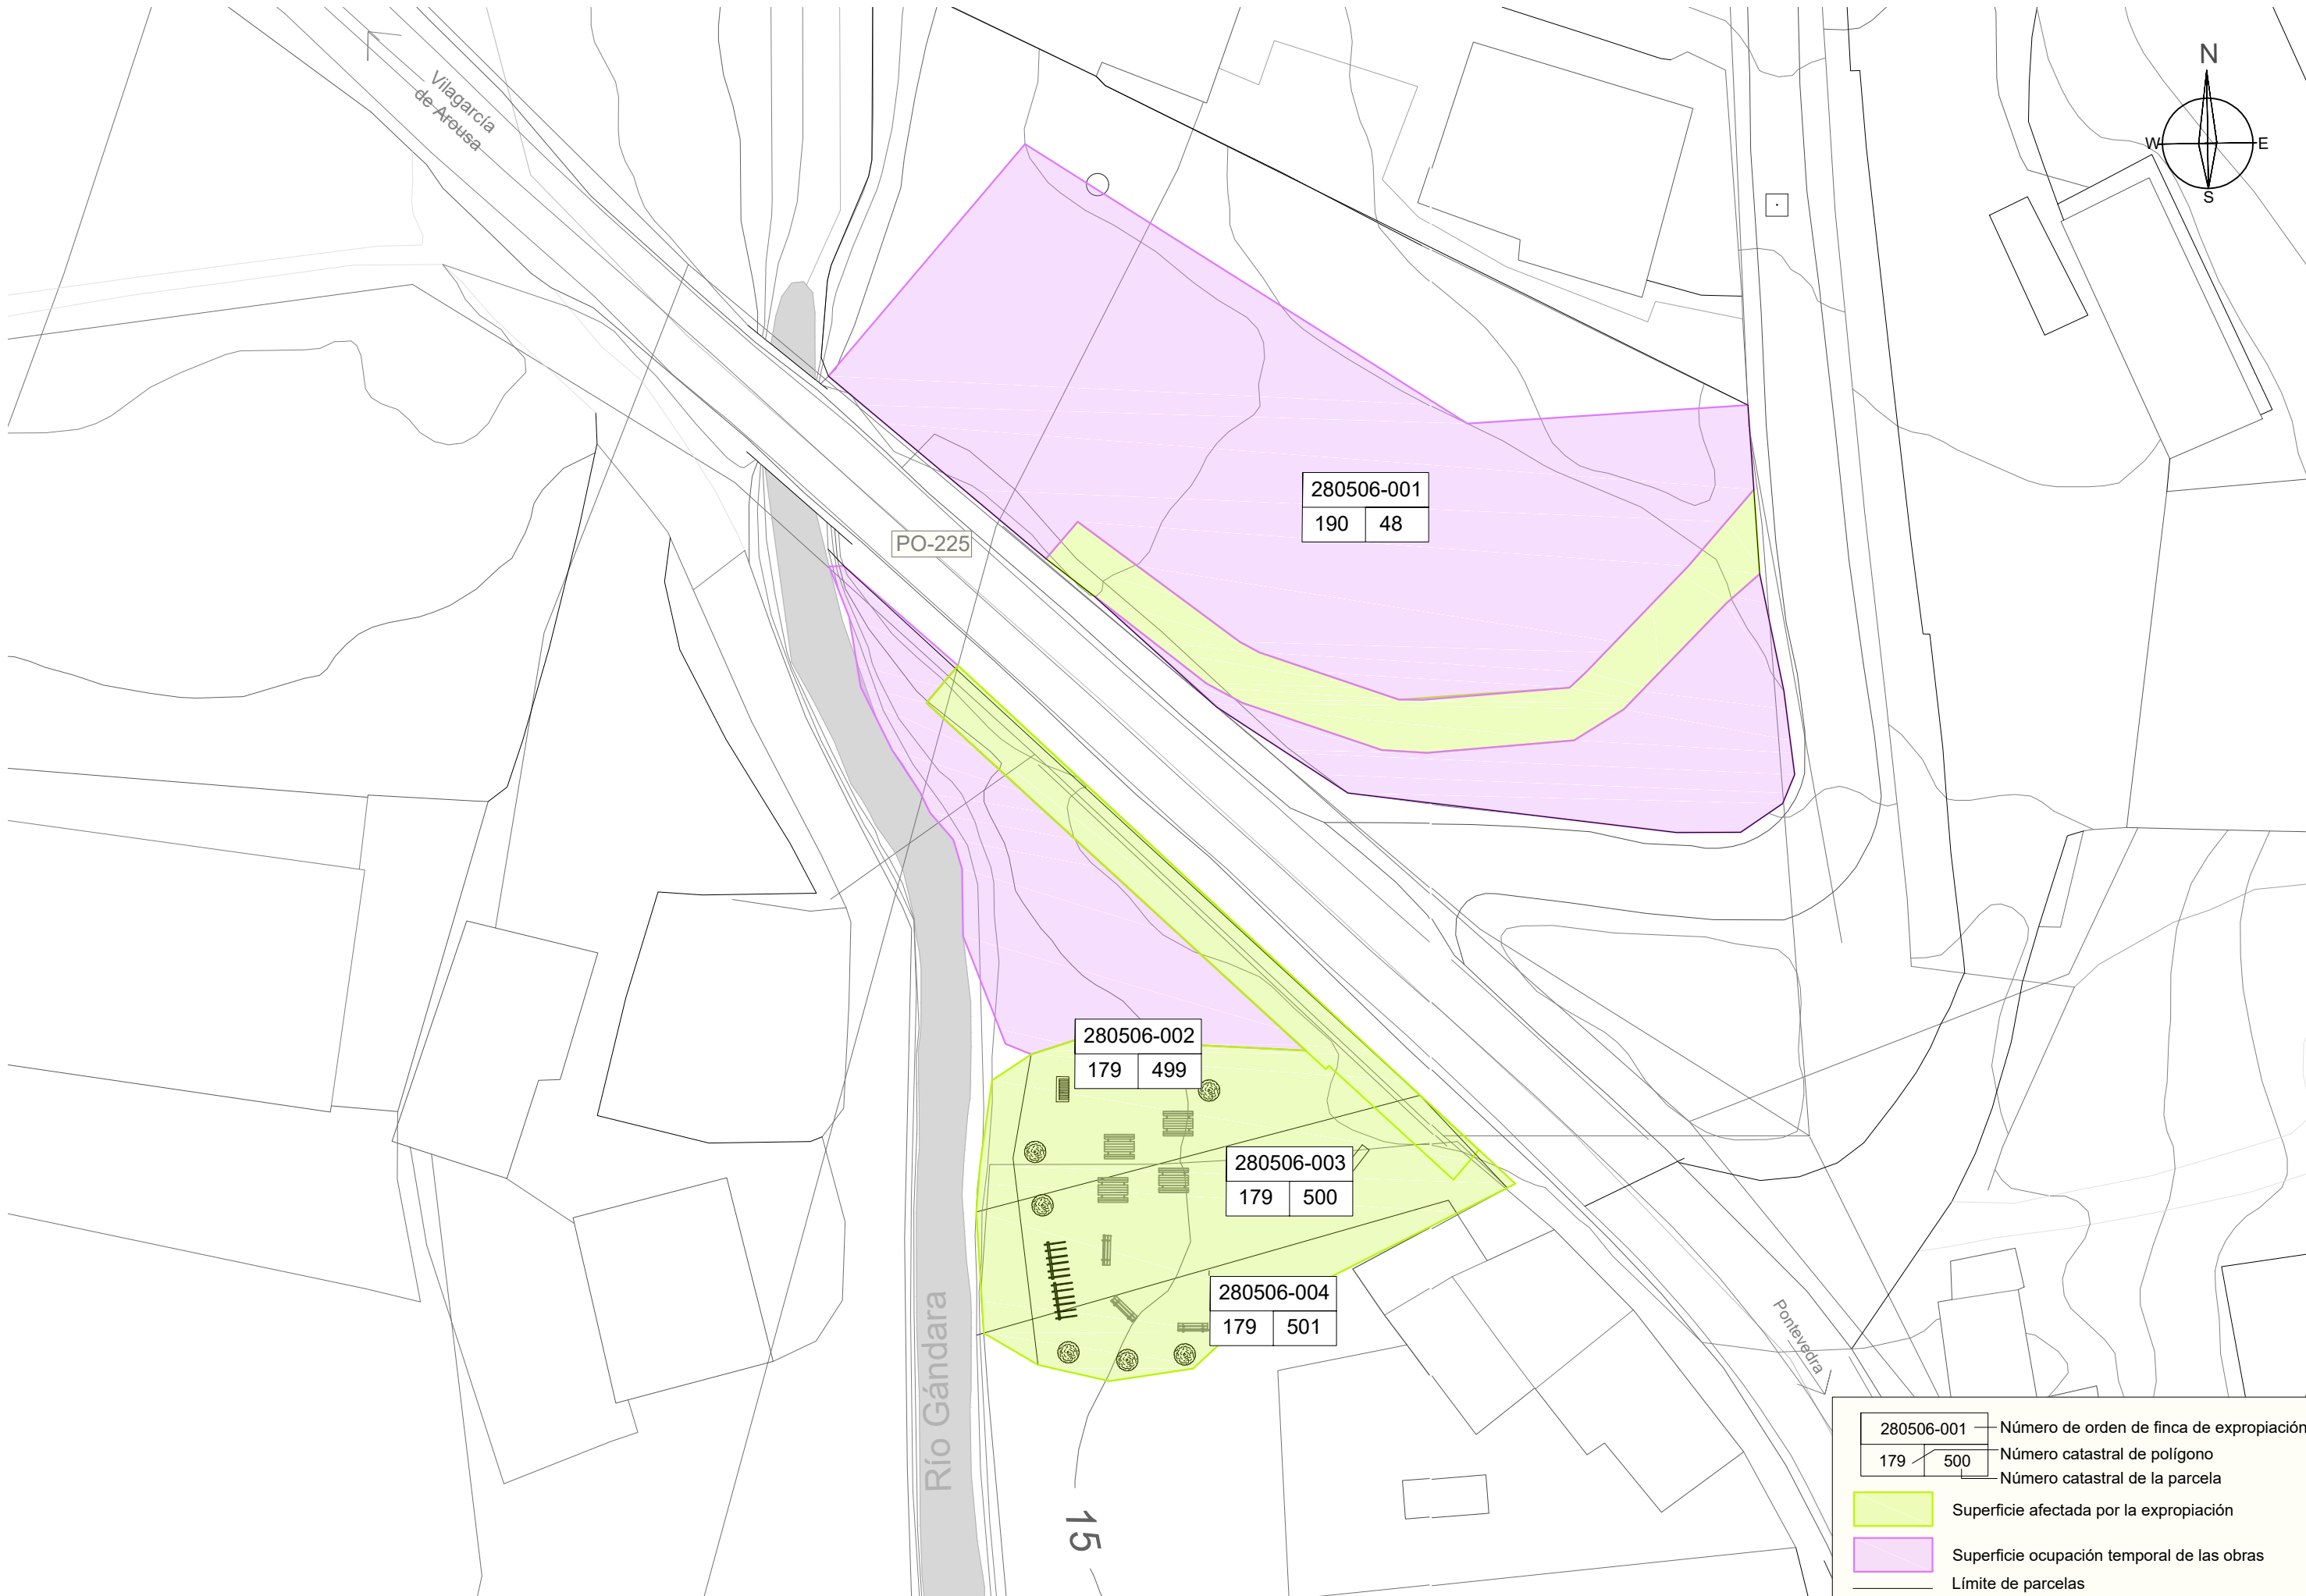 Vilagarcía
de Arousa
N
W
E
S
280506-001
190 48
PO-225
280506-002
179 499
280506-003
179 500
280506-004
179 501
Río Gándara
15
Pontevedra
280506-001 Número de orden de finca de expropiación
179 500 Número catastral de polígono
Número catastral de la parcela
Superficie afectada por la expropiación
Superficie ocupación temporal de las obras
Límite de parcelas